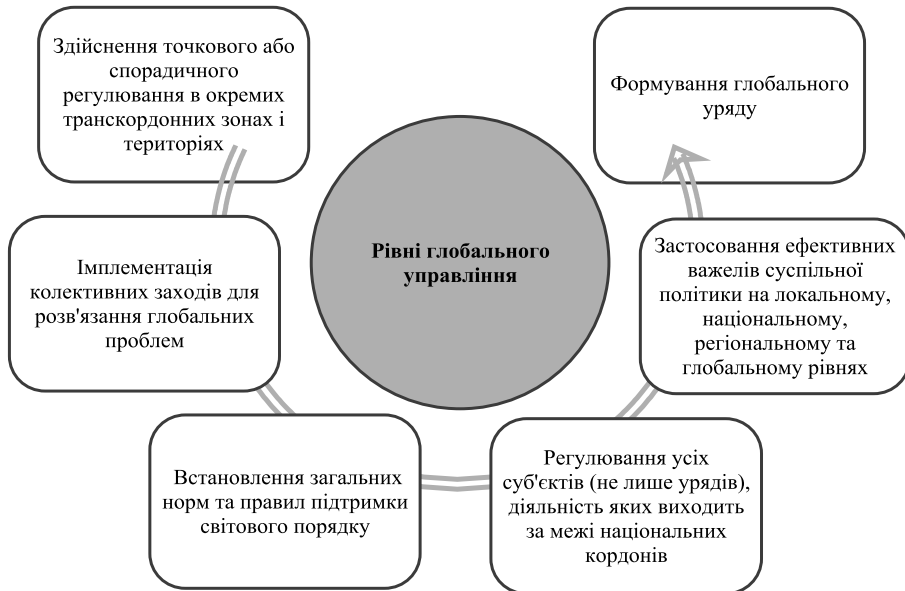 Здійснення точкового або
спорадичного
регулювання в окремих
транскордонних зонах і
територіях
Імплементація
колективних заходів для
розв'язання глобальних
проблем
Встановлення загальних
норм та правил підтримки
світового порядку
Регулювання усіх
суб'єктів (не лише урядів),
діяльність яких виходить
за межі національних
кордонів
Застосовання ефективних
важелів суспільної
політики на локальному,
національному,
регіональному та
глобальному рівнях
Формування глобального
уряду
Рівні глобального
управління